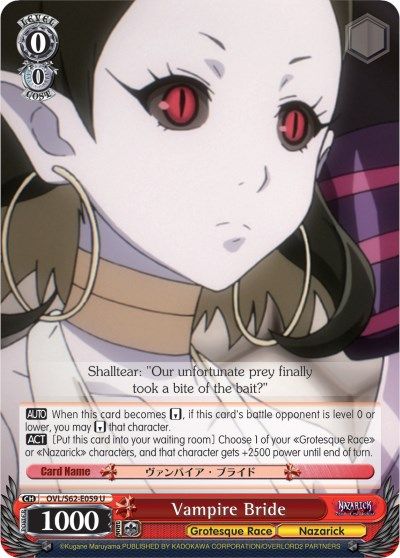 LEVEL
0
0
COST
Shalltear: "Our unfortunate prey finally
took a bite of the bait?"
AUTO When this card becomes , if this card's battle opponent is level 0 or
lower, you may that character.
ACT [Put this card into your waiting room] Choose 1 of your «Grotesque Race»
or «Nazarick» characters, and that character gets +2500 power until end of turn.
Card Name ヴァンパイア・ブライド
CH OVL/S62-E059 U
1000
Vampire Bride
NAZARICK
Grotesque Race Nazarick
©Kugane Maruyama,PUBLISHED BY KADOKAWA CORPORATION/OVERLORD2 PARTNERS